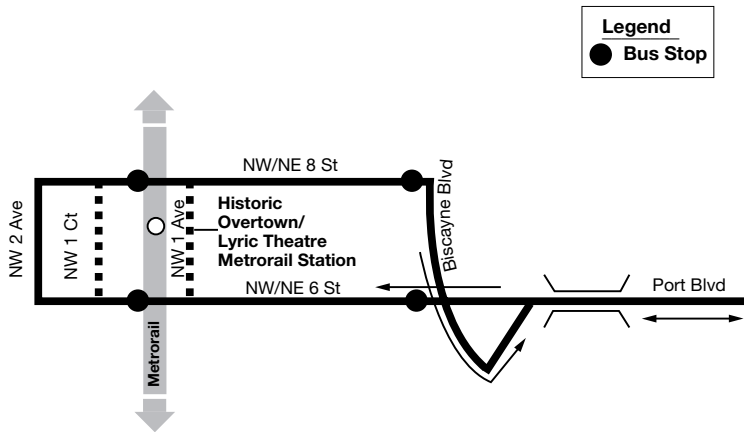 Legend
Bus Stop
NW/NE 8 St
NW 2 Ave
NW 1 Ct
NW 1 Ave
Historic
Overtown/
Lyric Theatre
Metrorail Station
Biscayne Blvd
NW/NE 6 St
Port Blvd
Metrorail